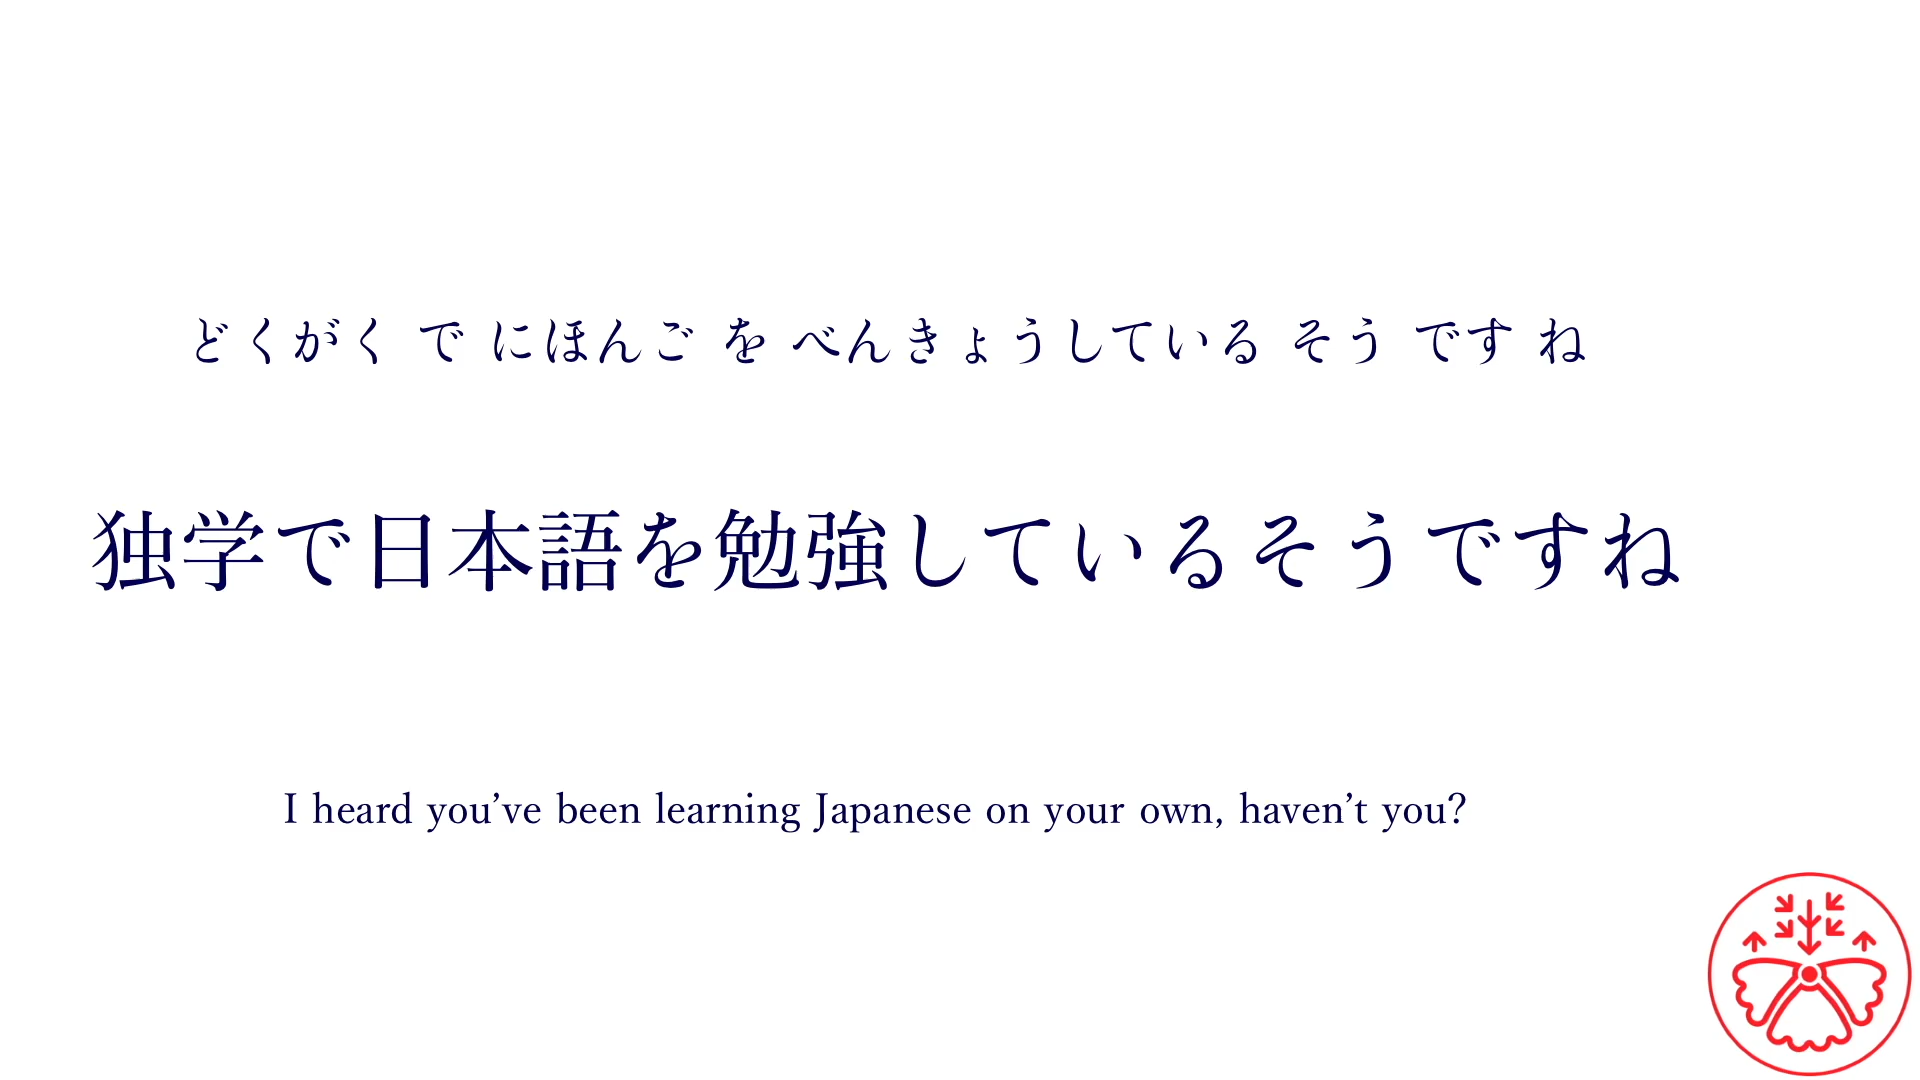 どくがく で にほんご を べんきょうしている そう です ね
独学で日本語を勉強しているそうですね
I heard you’ve been learning Japanese on your own, haven’t you?